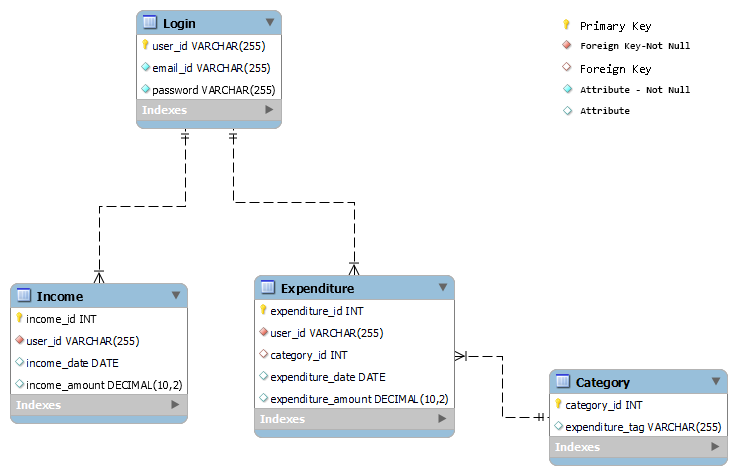 Login
user_id VARCHAR(255)
email_id VARCHAR(255)
password VARCHAR(255)
Indexes
Primary Key
Foreign Key-Not Null
Foreign Key
Attribute - Not Null
Attribute
Income
income_id INT
user_id VARCHAR(255)
income_date DATE
income_amount DECIMAL(10,2)
Indexes
Expenditure
expenditure_id INT
user_id VARCHAR(255)
category_id INT
expenditure_date DATE
expenditure_amount DECIMAL(10,2)
Indexes
Category
category_id INT
expenditure_tag VARCHAR(255)
Indexes